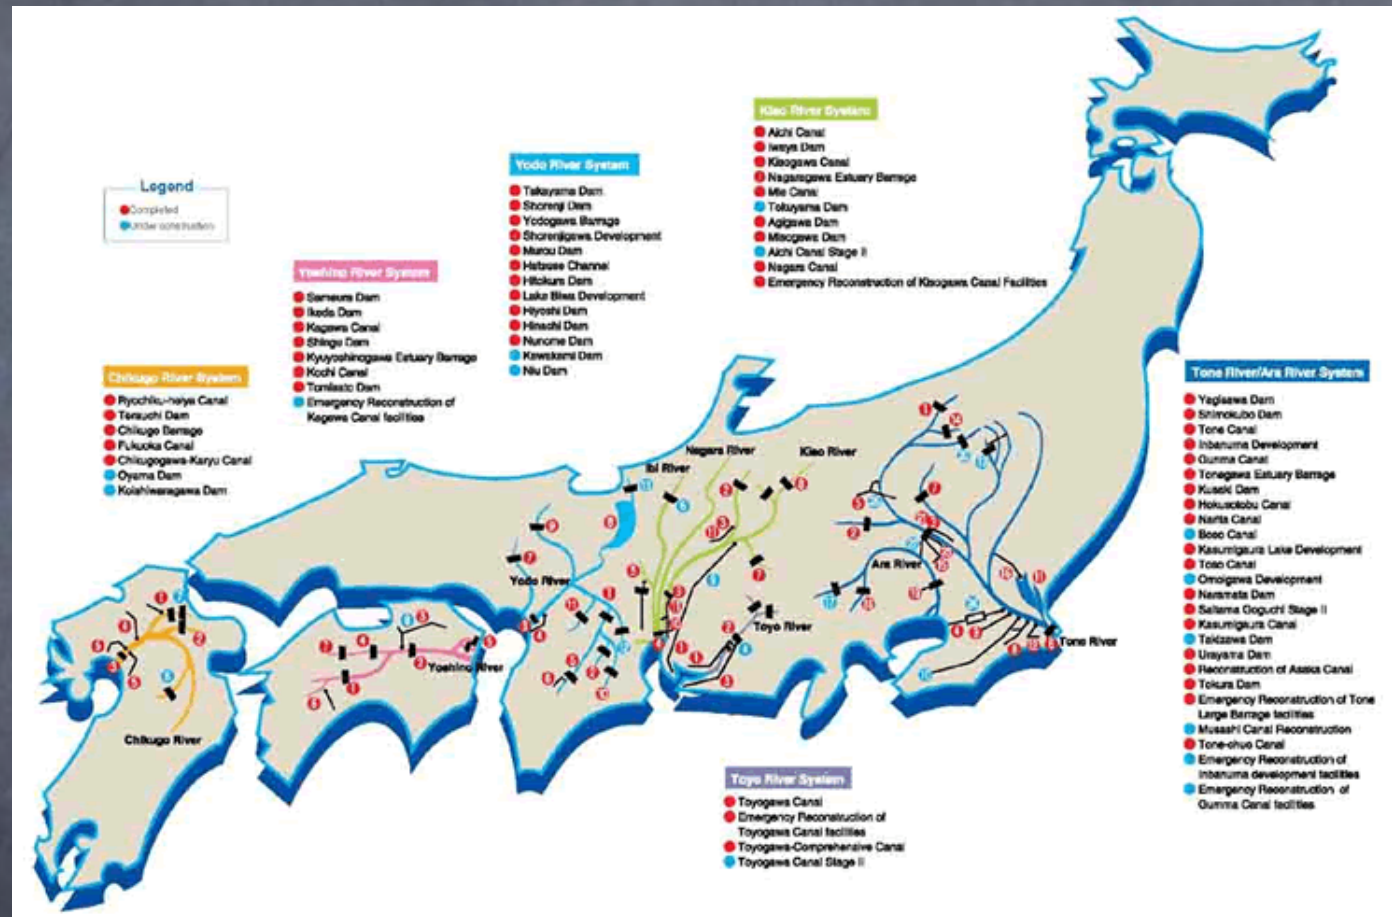 Legend
Completed
Under construction
Chikugo River System
Ryochiku-heiya Canal
Terauchi Dam
Chikugo Barrage
Fukuoka Canal
Chikugogawa-Karyu Canal
Oyama Dam
Koishiwaragawa Dam
Yoshino River System
Sameura Dam
Ikeda Dam
Kagawa Canal
Shingu Dam
Kyuyoshinogawa Estuary Barrage
Kochi Canal
Tomisato Dam
Emergency Reconstruction of
Kagawa Canal facilities
Yodo River System
Takayama Dam
Shorenji Dam
Yodogawa Barrage
Shorenjigawa Development
Murou Dam
Hatsuse Channel
Hitokura Dam
Lake Biwa Development
Hiyoshi Dam
Hinachi Dam
Nunome Dam
Kawakami Dam
Niu Dam
Kiso River System
Aichi Canal
Iwaya Dam
Kisogawa Canal
Nagaragawa Estuary Barrage
Mie Canal
Tokuyama Dam
Agigawa Dam
Misogawa Dam
Aichi Canal Stage II
Nagara Canal
Emergency Reconstruction of Kisogawa Canal Facilities
Tone River/Ara River System
Yagisawa Dam
Shimokubo Dam
Tone Canal
Inbanuma Development
Gunma Canal
Tonegawa Estuary Barrage
Kusaki Dam
Hokusotobu Canal
Narita Canal
Boso Canal
Kasumigaura Lake Development
Toso Canal
Omoigawa Development
Naramata Dam
Saitama Goguchi Stage II
Kasumigaura Canal
Takizawa Dam
Urayama Dam
Reconstruction of Asaka Canal
Tokura Dam
Emergency Reconstruction of Tone
Large Barrage facilities
Musashi Canal Reconstruction
Tone-chuo Canal
Emergency Reconstruction of
Inbanuma development facilities
Emergency Reconstruction of
Gumma Canal facilities
Toyo River System
Toyogawa Canal
Emergency Reconstruction of
Toyogawa Canal facilities
Toyogawa-Comprehensive Canal
Toyogawa Canal Stage II
Nagara River
Ibi River
Kiso River
Yodo River
Ara River
Toyo River
Tone River
Yoshino River
Chikugo River